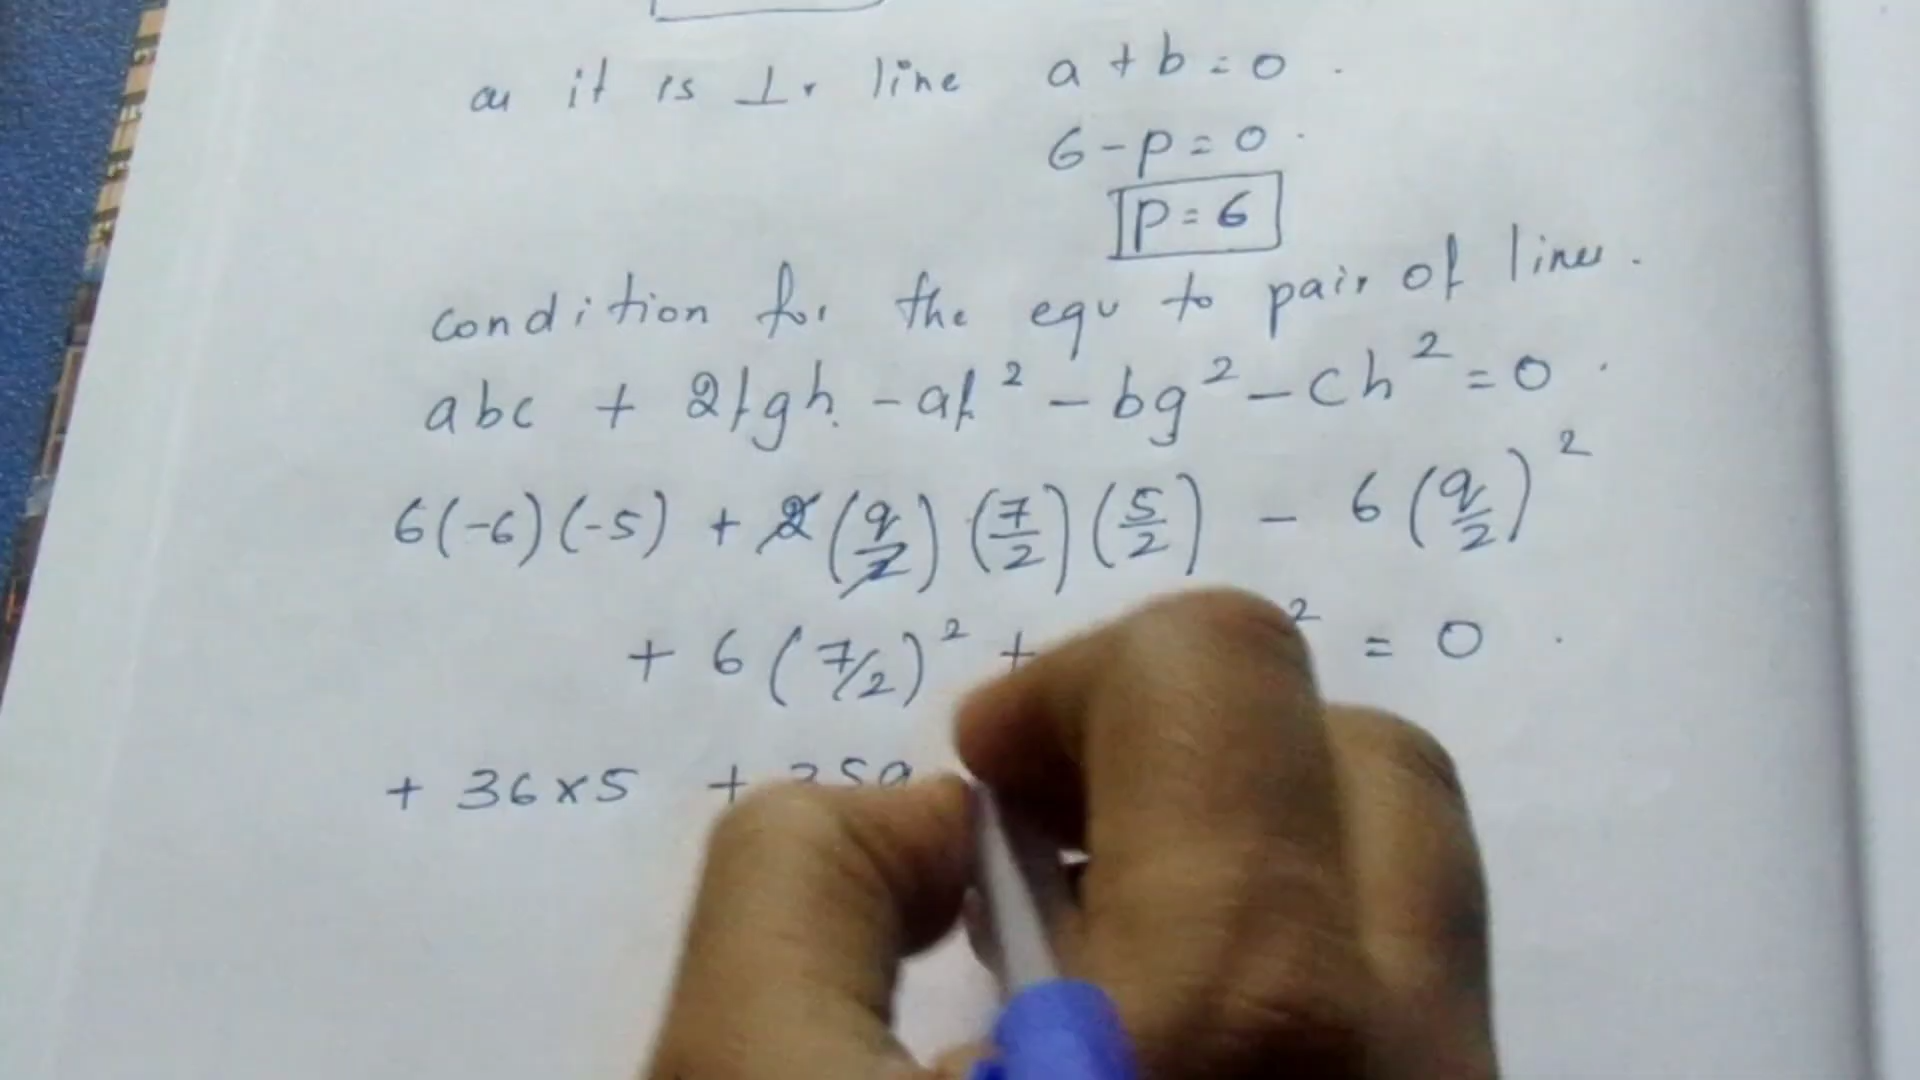 as it is ⊥r line a + b = 0.
6 - p = 0.
p = 6
condition for the equ to pair of lines.
abc + 2fgh - af² - bg² - ch² = 0.
6(-6)(-5) + 2(q/2)(7/2)(5/2) - 6(q/2)²
+ 6(7/2)² + ² = 0.
+ 36×5 + 35q